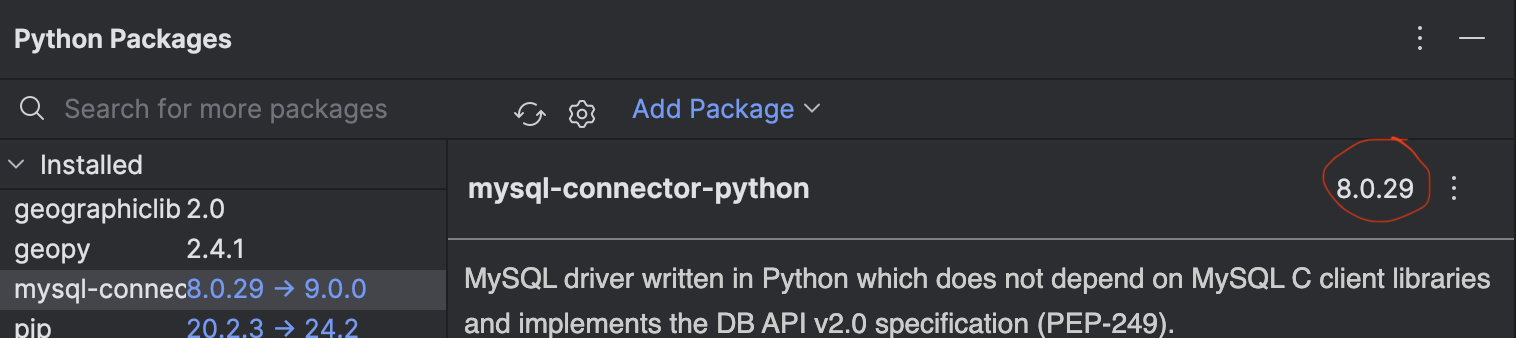 Python Packages
Search for more packages
Add Package
Installed
geographiclib 2.0
geopy 2.4.1
mysql-connec 8.0.29 → 9.0.0
pip 20.2.3 → 24.2
mysql-connector-python 8.0.29
MySQL driver written in Python which does not depend on MySQL C client libraries
and implements the DB API v2.0 specification (PEP-249).